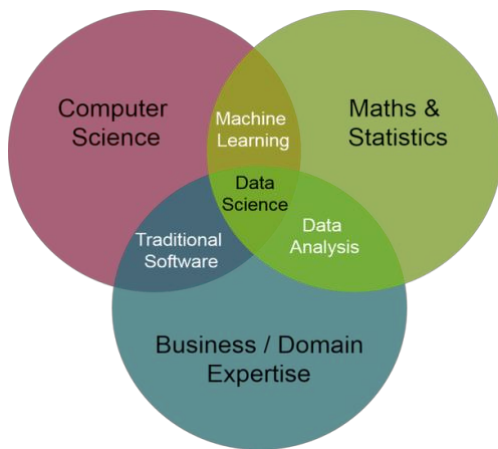 Computer
Science
Machine
Learning
Maths &
Statistics
Data
Science
Traditional
Software
Data
Analysis
Business / Domain
Expertise